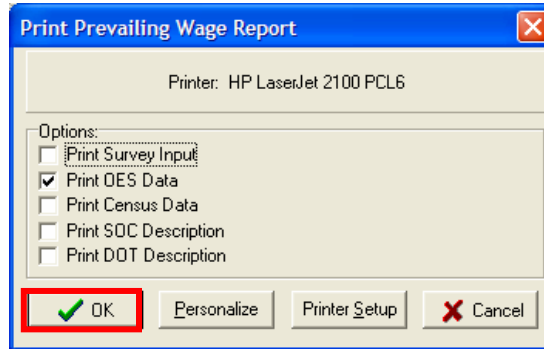 Print Prevailing Wage Report
Printer: HP LaserJet 2100 PCL6
Options:
Print Survey Input
Print OES Data
Print Census Data
Print SOC Description
Print DOT Description
OK Personalize Printer Setup Cancel